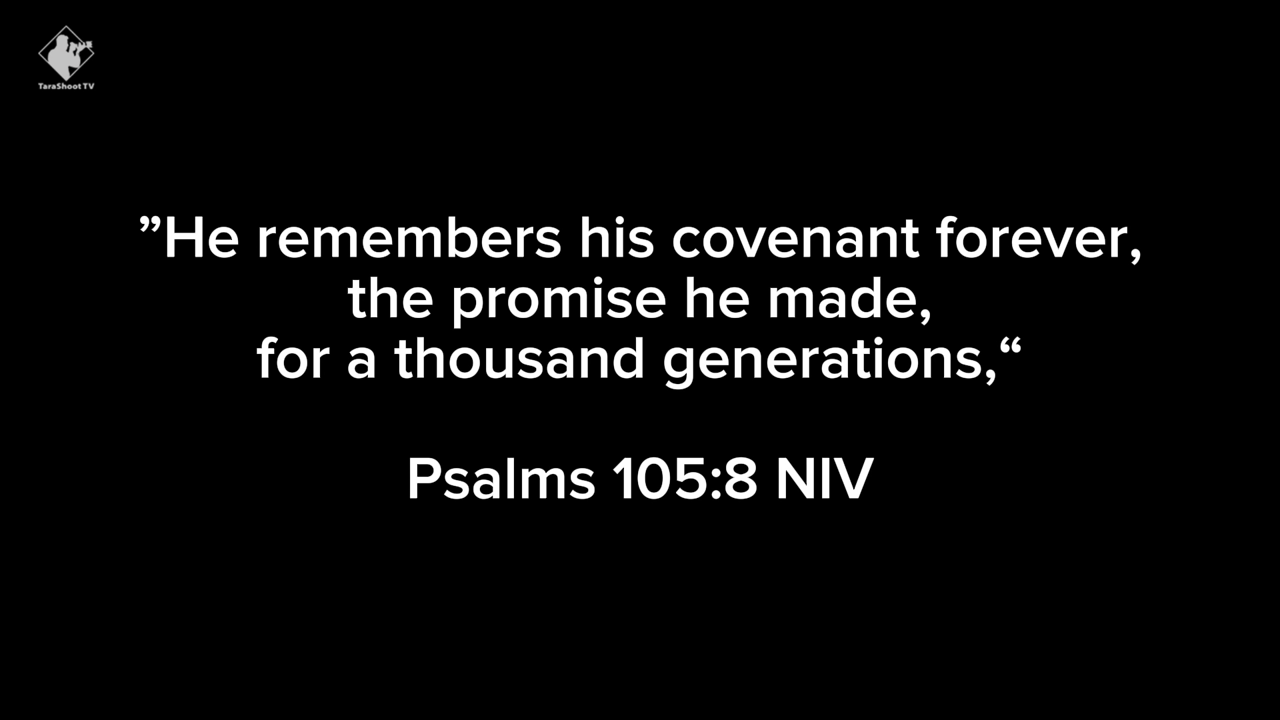 TaraShoot TV
”He remembers his covenant forever,
the promise he made,
for a thousand generations,“
Psalms 105:8 NIV